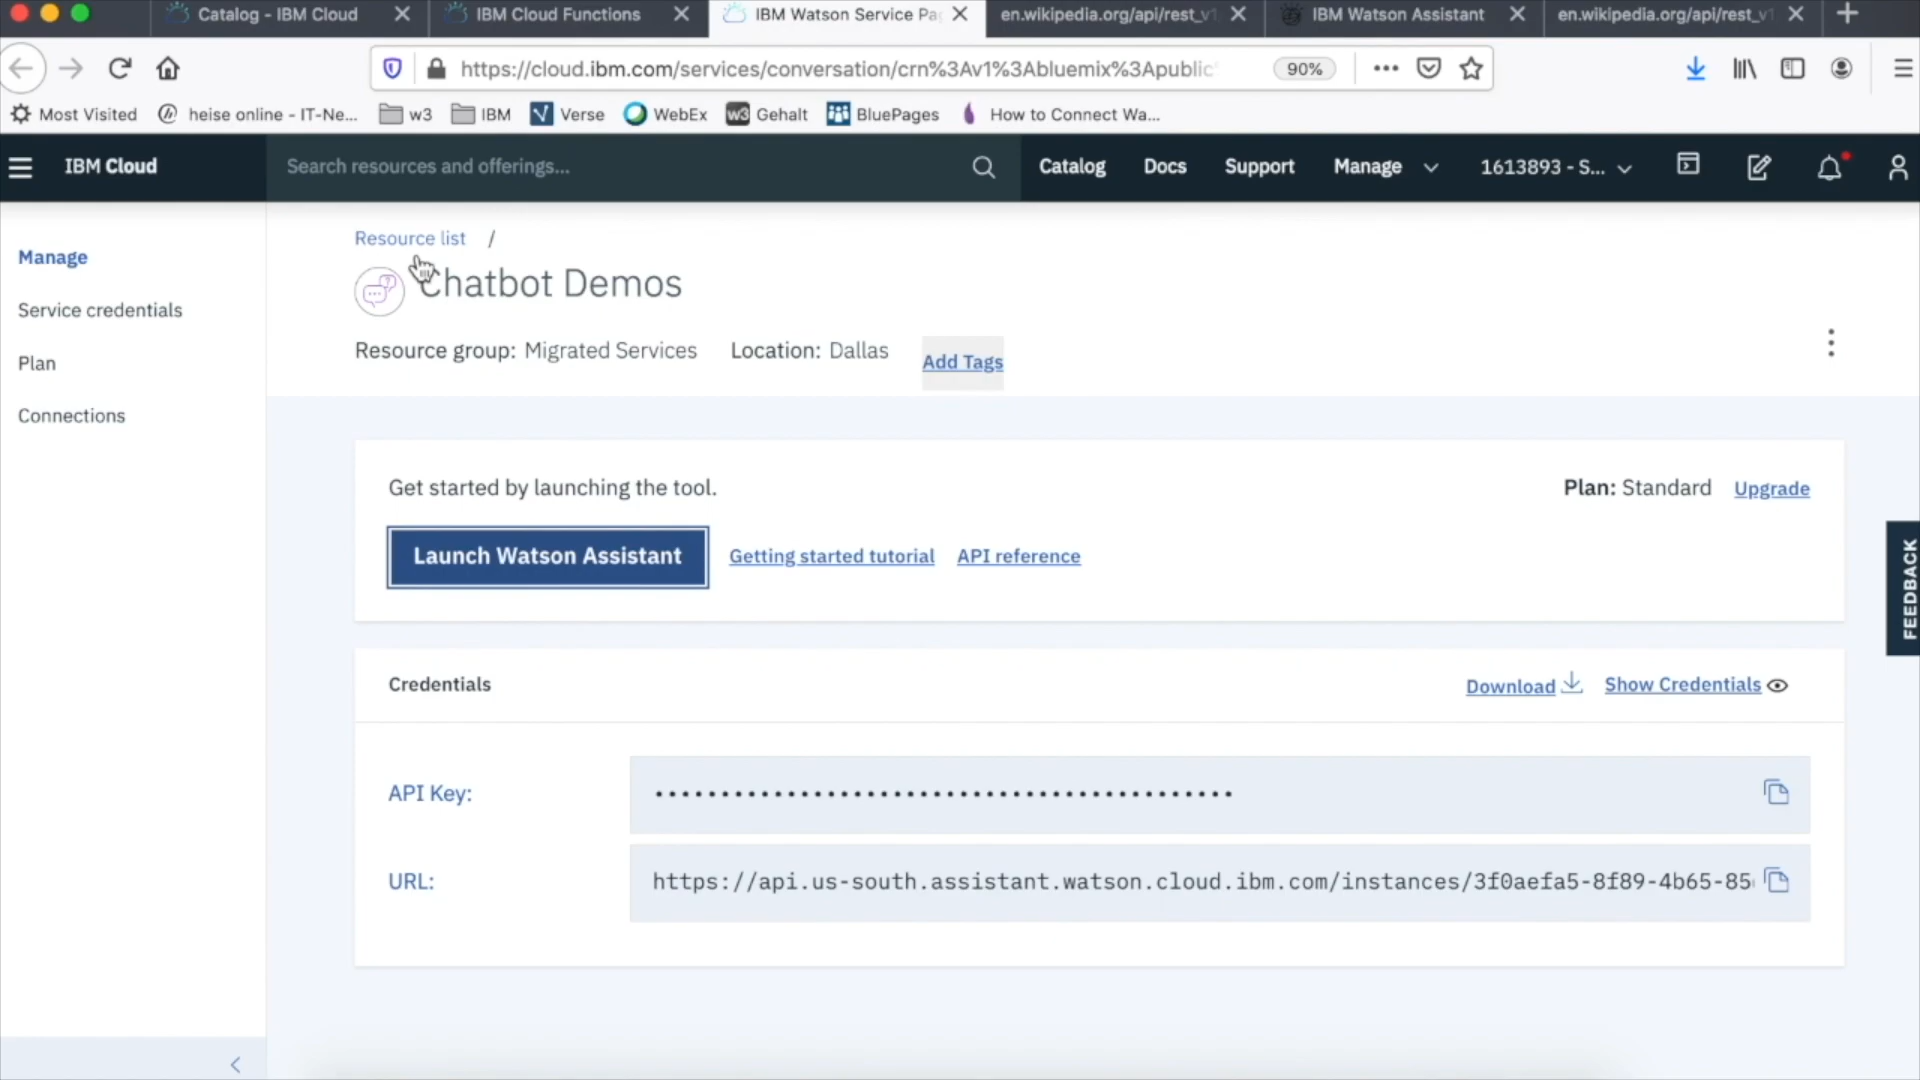 Catalog - IBM Cloud
IBM Cloud Functions
IBM Watson Service Pa
en.wikipedia.org/api/rest_v1
IBM Watson Assistant
en.wikipedia.org/api/rest_v1
https://cloud.ibm.com/services/conversation/crn%3Av1%3Abluemix%3Apublic%
90%
Most Visited
heise online - IT-Ne...
w3
IBM
Verse
WebEx
w3 Gehalt
BluePages
How to Connect Wa...
IBM Cloud
Search resources and offerings...
Catalog
Docs
Support
Manage
1613893 - S...
Manage
Service credentials
Plan
Connections
Resource list /
Chatbot Demos
Resource group: Migrated Services
Location: Dallas
Add Tags
Get started by launching the tool.
Plan: Standard
Upgrade
Launch Watson Assistant
Getting started tutorial
API reference
FEEDBACK
Credentials
Download
Show Credentials
API Key:
••••••••••••••••••••••••••••••••••••••••••••
URL:
https://api.us-south.assistant.watson.cloud.ibm.com/instances/3f0aefa5-8f89-4b65-85